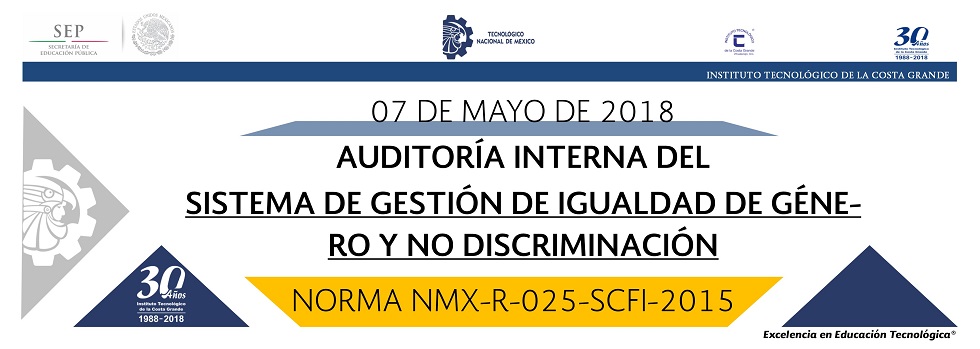 SEP
SECRETARÍA DE
EDUCACIÓN PÚBLICA
TECNOLÓGICO
NACIONAL DE MÉXICO
30
Años
Instituto Tecnológico
de la Costa Grande
1988-2018
INSTITUTO TECNOLÓGICO DE LA COSTA GRANDE
07 DE MAYO DE 2018
AUDITORÍA INTERNA DEL
SISTEMA DE GESTIÓN DE IGUALDAD DE GÉNE-
RO Y NO DISCRIMINACIÓN
30
Años
Instituto Tecnológico
de la Costa Grande
1988-2018
NORMA NMX-R-025-SCFI-2015
Excelencia en Educación Tecnológica®